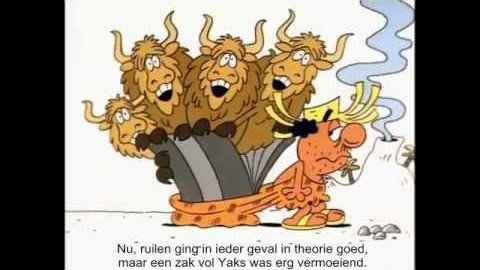 Nu, ruilen ging in ieder geval in theorie goed,
maar een zak vol Yaks was erg vermoeiend.